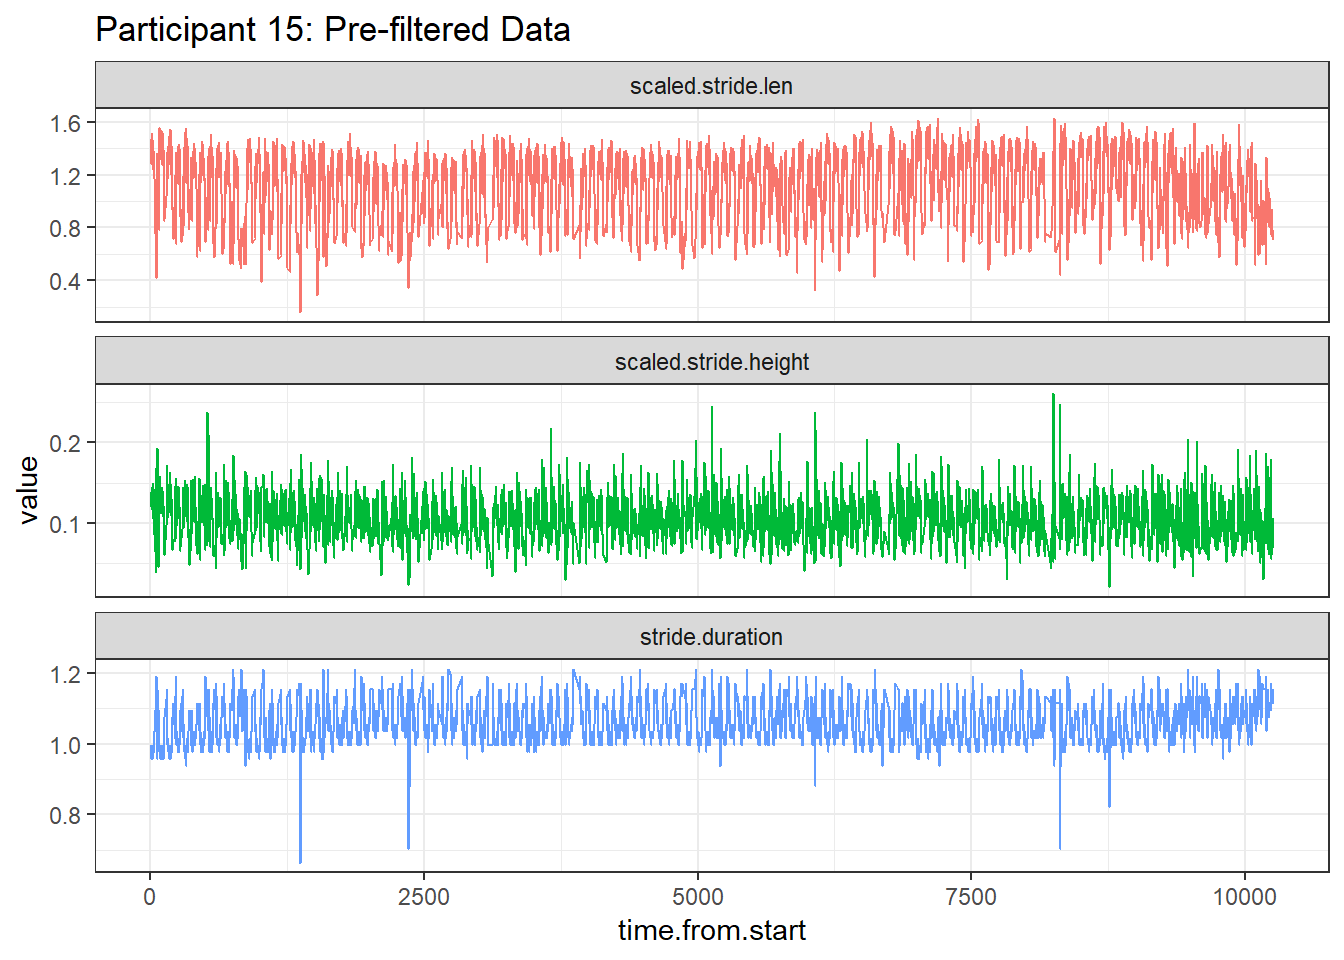 Participant 15: Pre-filtered Data
scaled.stride.len
1.6
1.2
0.8
0.4
scaled.stride.height
0.2
0.1
value
stride.duration
1.2
1.0
0.8
0 2500 5000 7500 10000
time.from.start